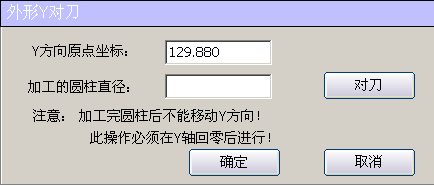 外形Y对刀
Y方向原点坐标: 129.880
加工的圆柱直径: 对刀
注意: 加工完圆柱后不能移动Y方向!
此操作必须在Y轴回零后进行!
确定 取消